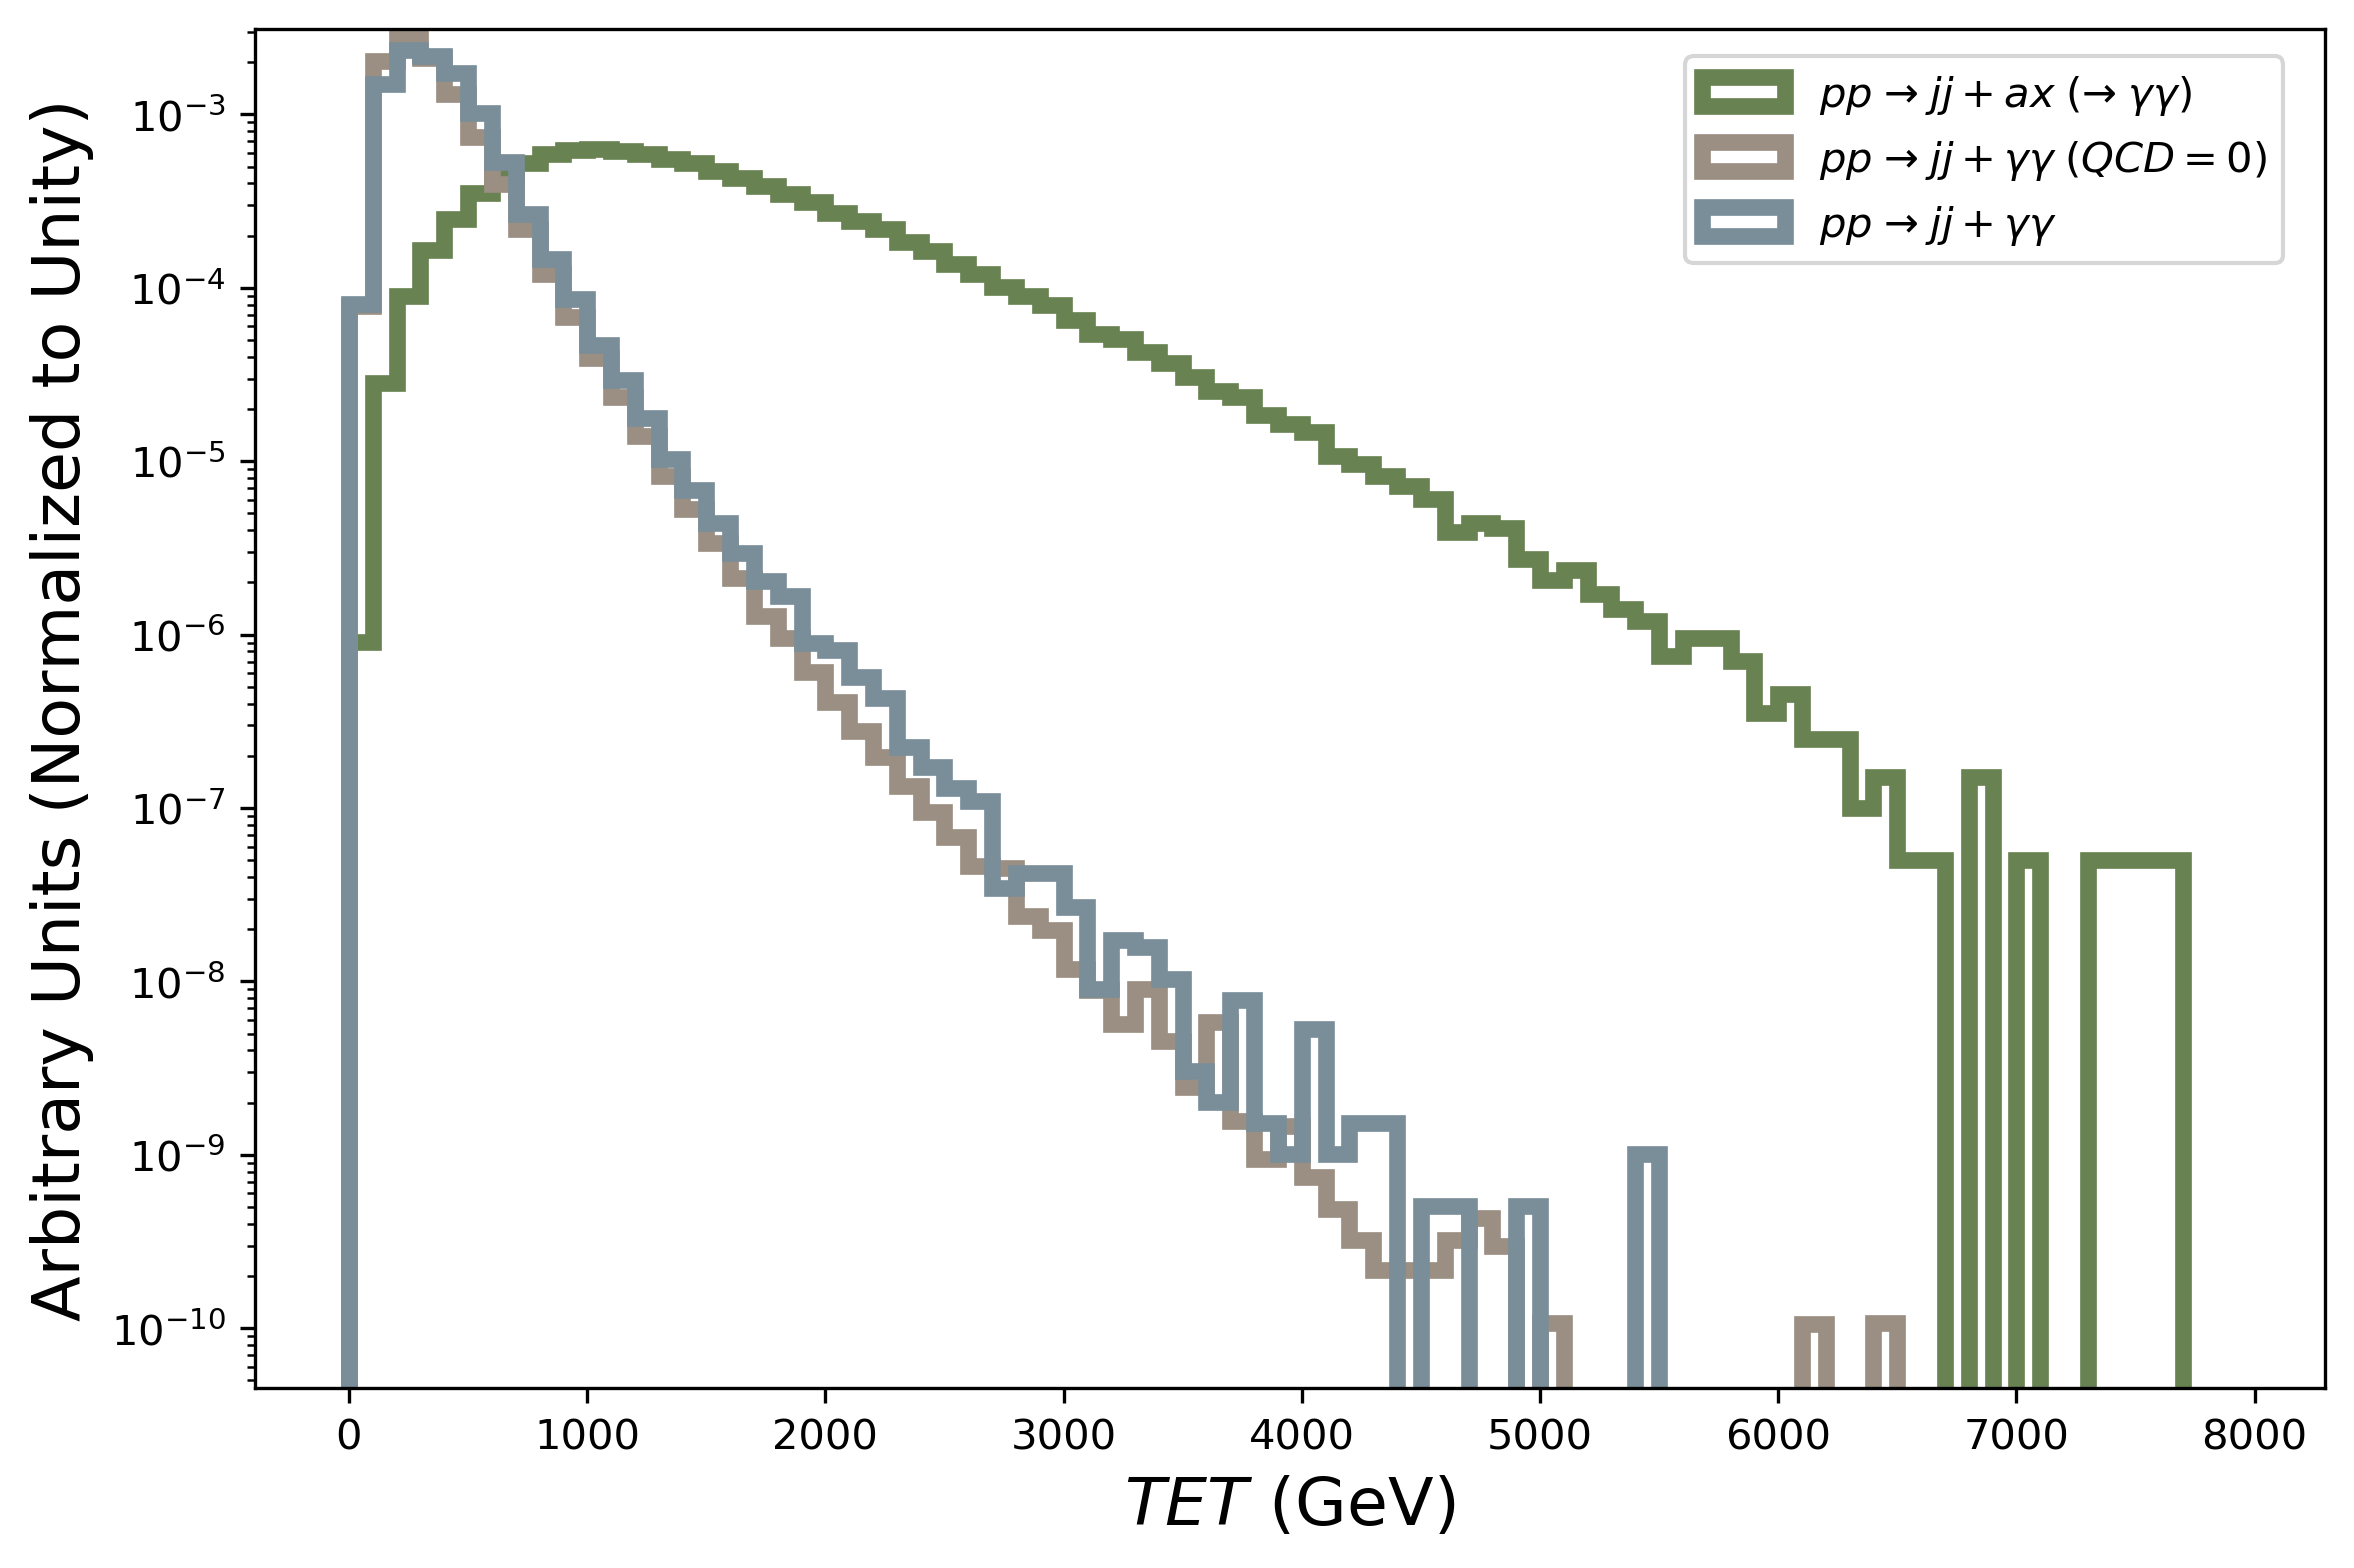 Arbitrary Units (Normalized to Unity)
10⁻³
10⁻⁴
10⁻⁵
10⁻⁶
10⁻⁷
10⁻⁸
10⁻⁹
10⁻¹⁰
pp → jj + ax (→ γγ)
pp → jj + γγ (QCD = 0)
pp → jj + γγ
0 1000 2000 3000 4000 5000 6000 7000 8000
TET (GeV)